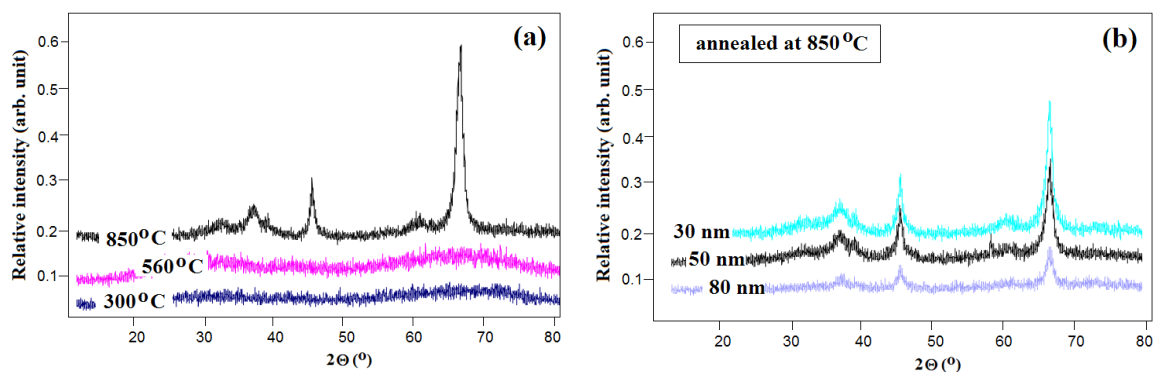 (a)
Relative intensity (arb. unit)
0.6
0.5
0.4
0.3
0.2
0.1
850°C
560°C
300°C
20 30 40 50 60 70 80
2Θ (°)
(b)
annealed at 850°C
Relative intensity (arb. unit)
0.6
0.5
0.4
0.3
0.2
0.1
30 nm
50 nm
80 nm
20 30 40 50 60 70 80
2Θ (°)